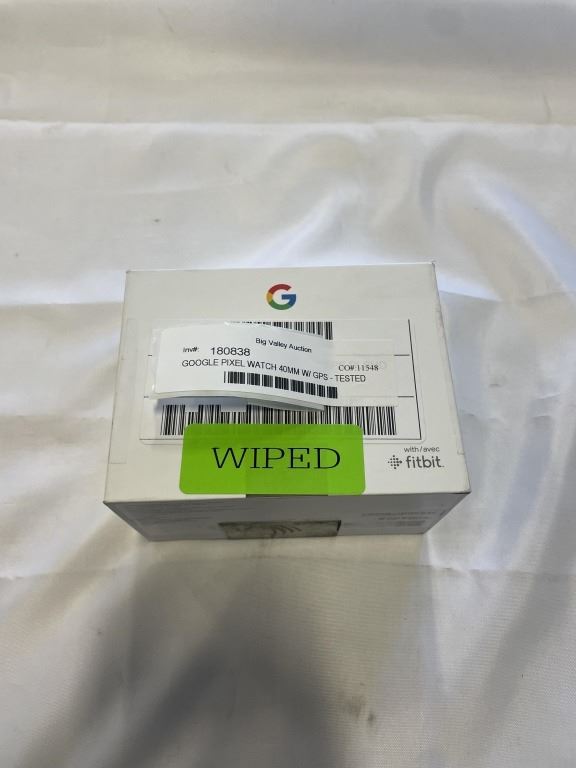 G
Big Valley Auction
Inv#: 180838
GOOGLE PIXEL WATCH 40MM W/ GPS - TESTED
CO# 11548
WIPED
with/avec
fitbit.